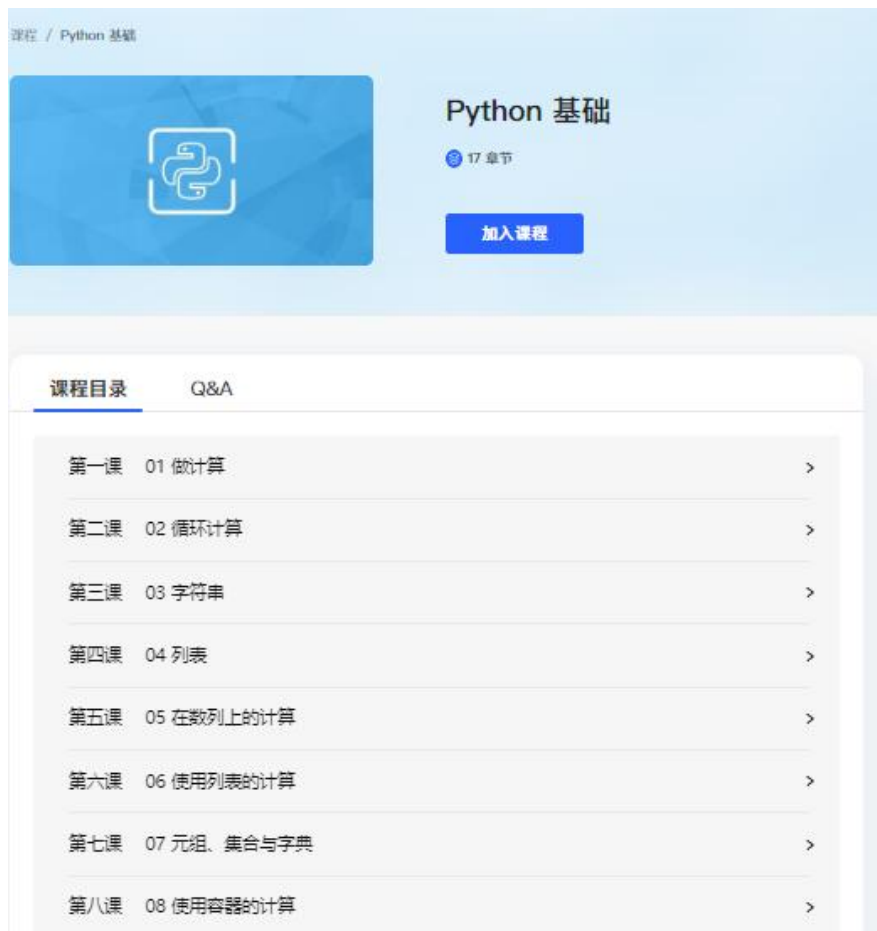 课程 / Python 基础
Python 基础
17 章节
加入课程
课程目录 Q&A
第一课 01 做计算
第二课 02 循环计算
第三课 03 字符串
第四课 04 列表
第五课 05 在数列上的计算
第六课 06 使用列表的计算
第七课 07 元组、集合与字典
第八课 08 使用容器的计算